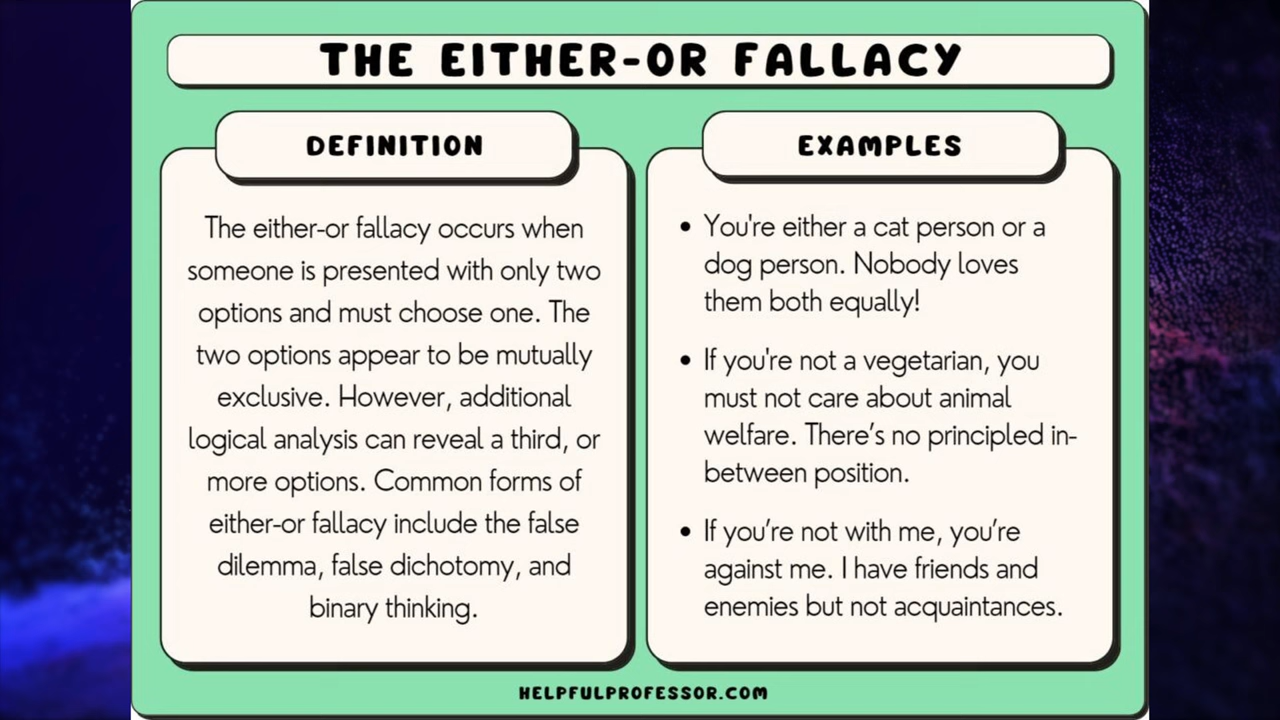 THE EITHER-OR FALLACY
DEFINITION
The either-or fallacy occurs when
someone is presented with only two
options and must choose one. The
two options appear to be mutually
exclusive. However, additional
logical analysis can reveal a third, or
more options. Common forms of
either-or fallacy include the false
dilemma, false dichotomy, and
binary thinking.
EXAMPLES
• You're either a cat person or a
dog person. Nobody loves
them both equally!
• If you're not a vegetarian, you
must not care about animal
welfare. There's no principled in-
between position.
• If you're not with me, you're
against me. I have friends and
enemies but not acquaintances.
HELPFULPROFESSOR.COM